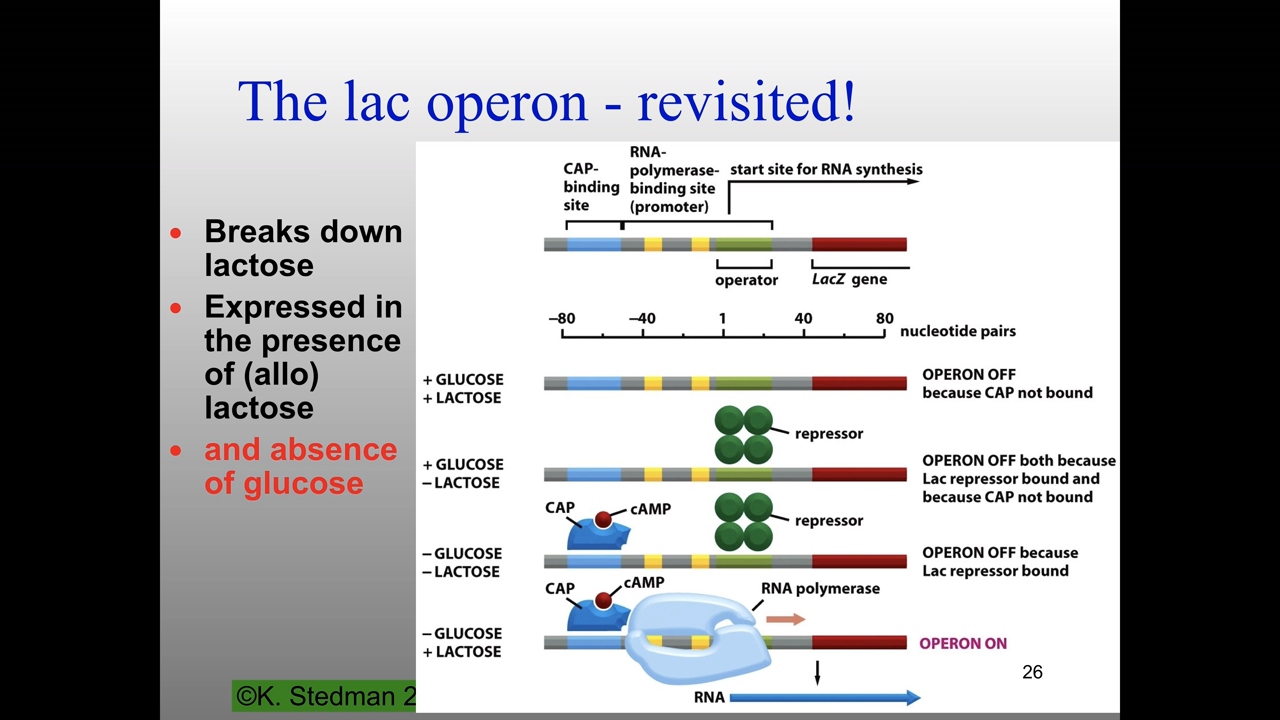 The lac operon - revisited!
• Breaks down
lactose
• Expressed in
the presence
of (allo)
lactose
• and absence
of glucose
CAP-
binding
site
RNA-
polymerase-
binding site
(promoter)
start site for RNA synthesis
operator
LacZ gene
–80 –40 1 40 80
nucleotide pairs
+ GLUCOSE
+ LACTOSE
OPERON OFF
because CAP not bound
repressor
+ GLUCOSE
– LACTOSE
OPERON OFF both because
Lac repressor bound and
because CAP not bound
CAP
cAMP
repressor
– GLUCOSE
– LACTOSE
OPERON OFF because
Lac repressor bound
CAP
cAMP
RNA polymerase
– GLUCOSE
+ LACTOSE
OPERON ON
RNA
26
©K. Stedman 2